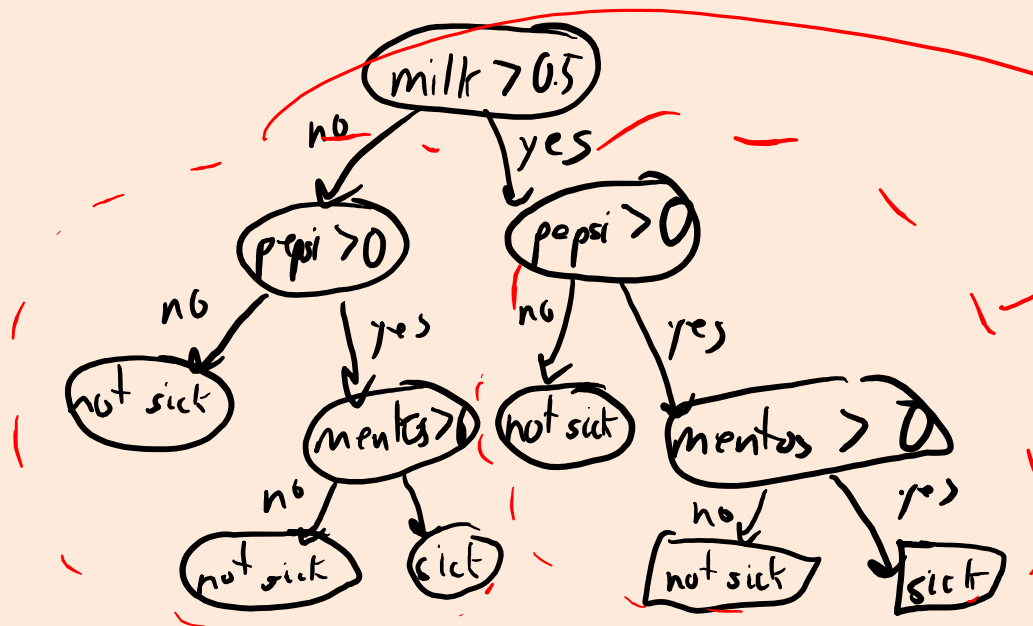 milk > 0.5
no
yes
pepsi > 0
pepsi > 0
no
yes
no
yes
not sick
mentos > 0
not sick
mentos > 0
no
no
yes
not sick
sick
not sick
sick